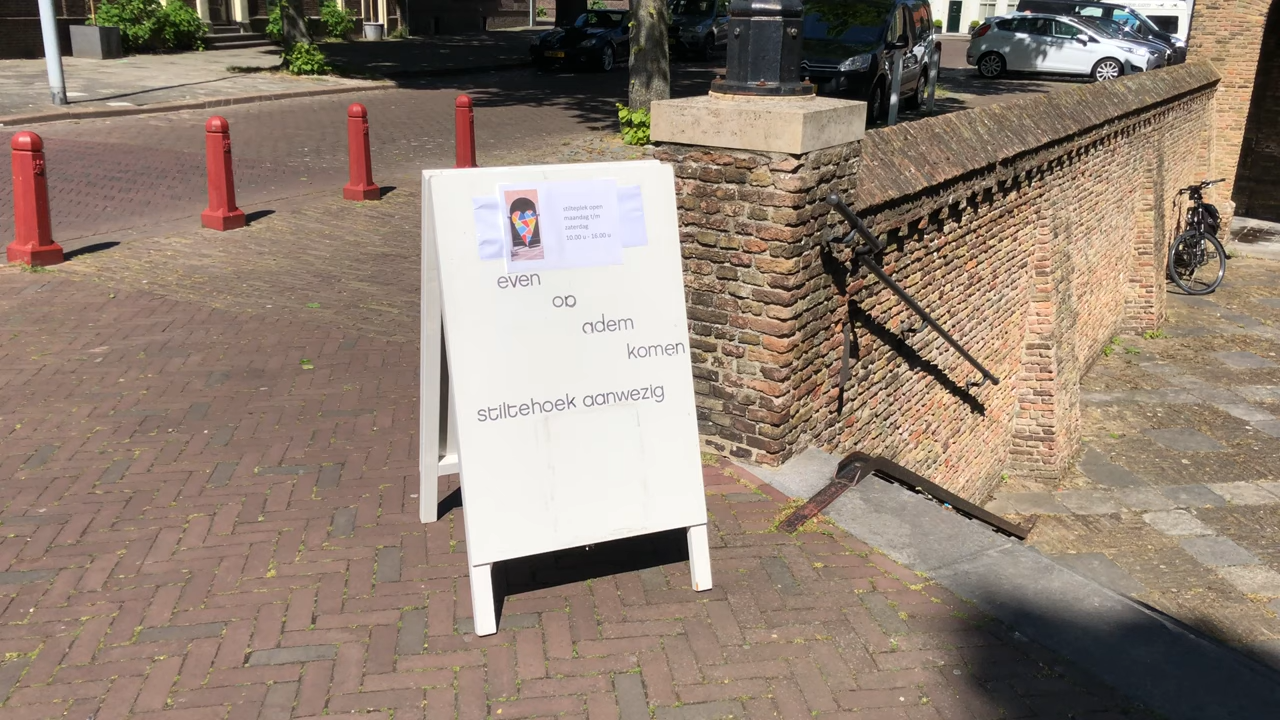 stilteplek open
maandag t/m
zaterdag
10.00 u - 16.00 u
even
op
adem
komen
stiltehoek aanwezig